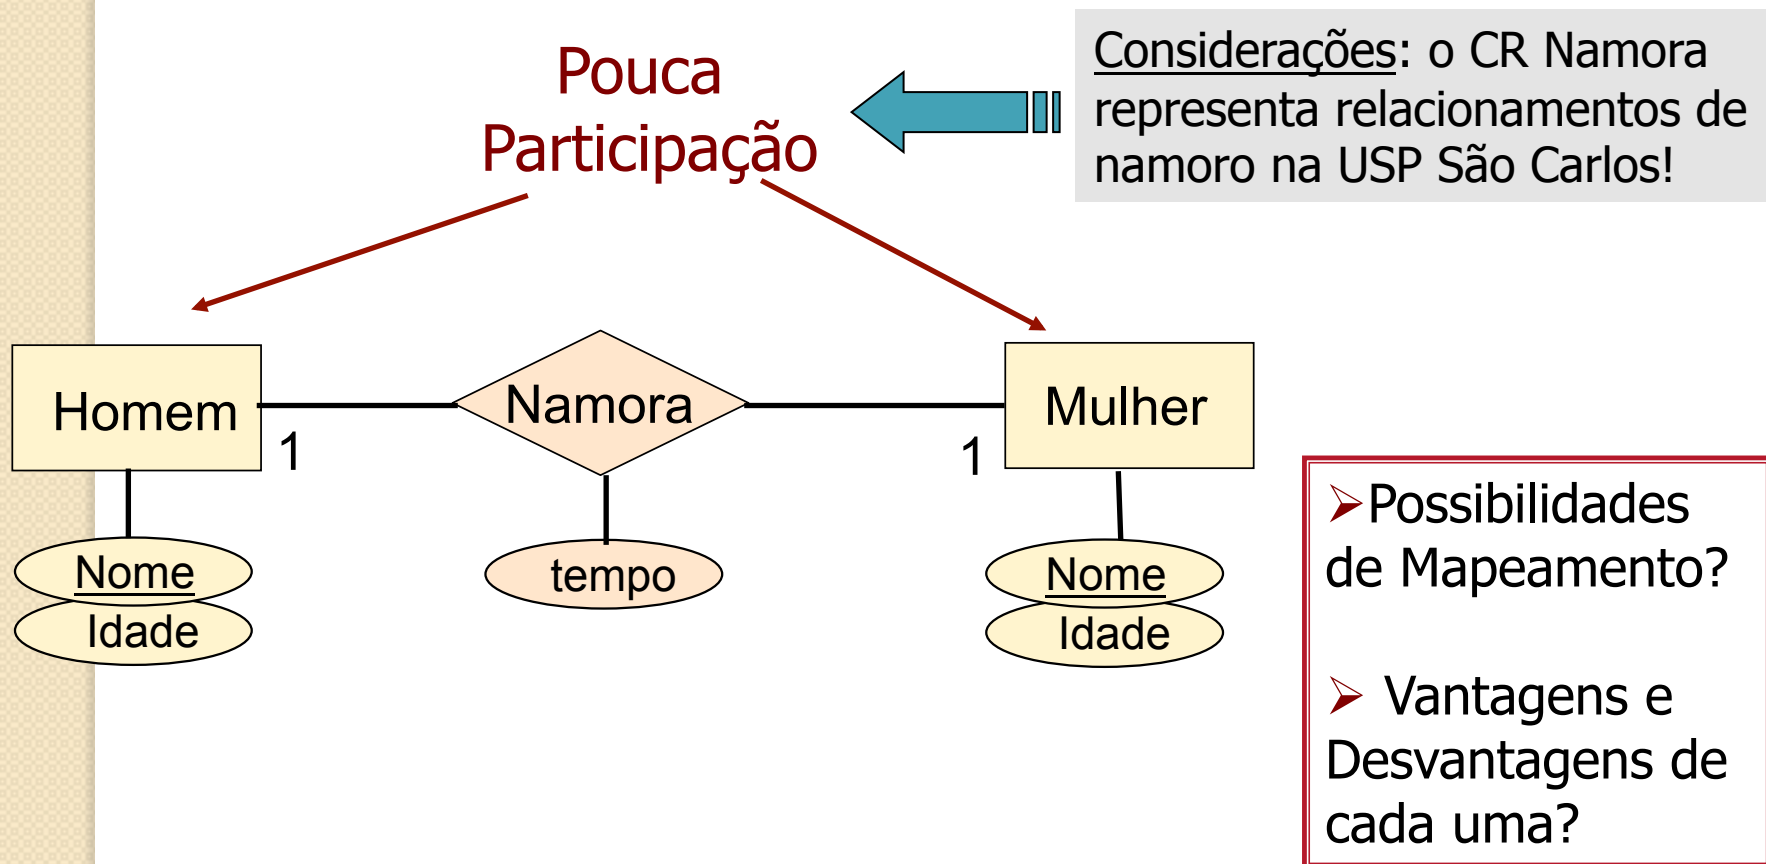 Pouca
Participação
Considerações: o CR Namora
representa relacionamentos de
namoro na USP São Carlos!
Homem
1
Namora
1
Mulher
Nome
Idade
tempo
Nome
Idade
➢Possibilidades
de Mapeamento?
➢ Vantagens e
Desvantagens de
cada uma?